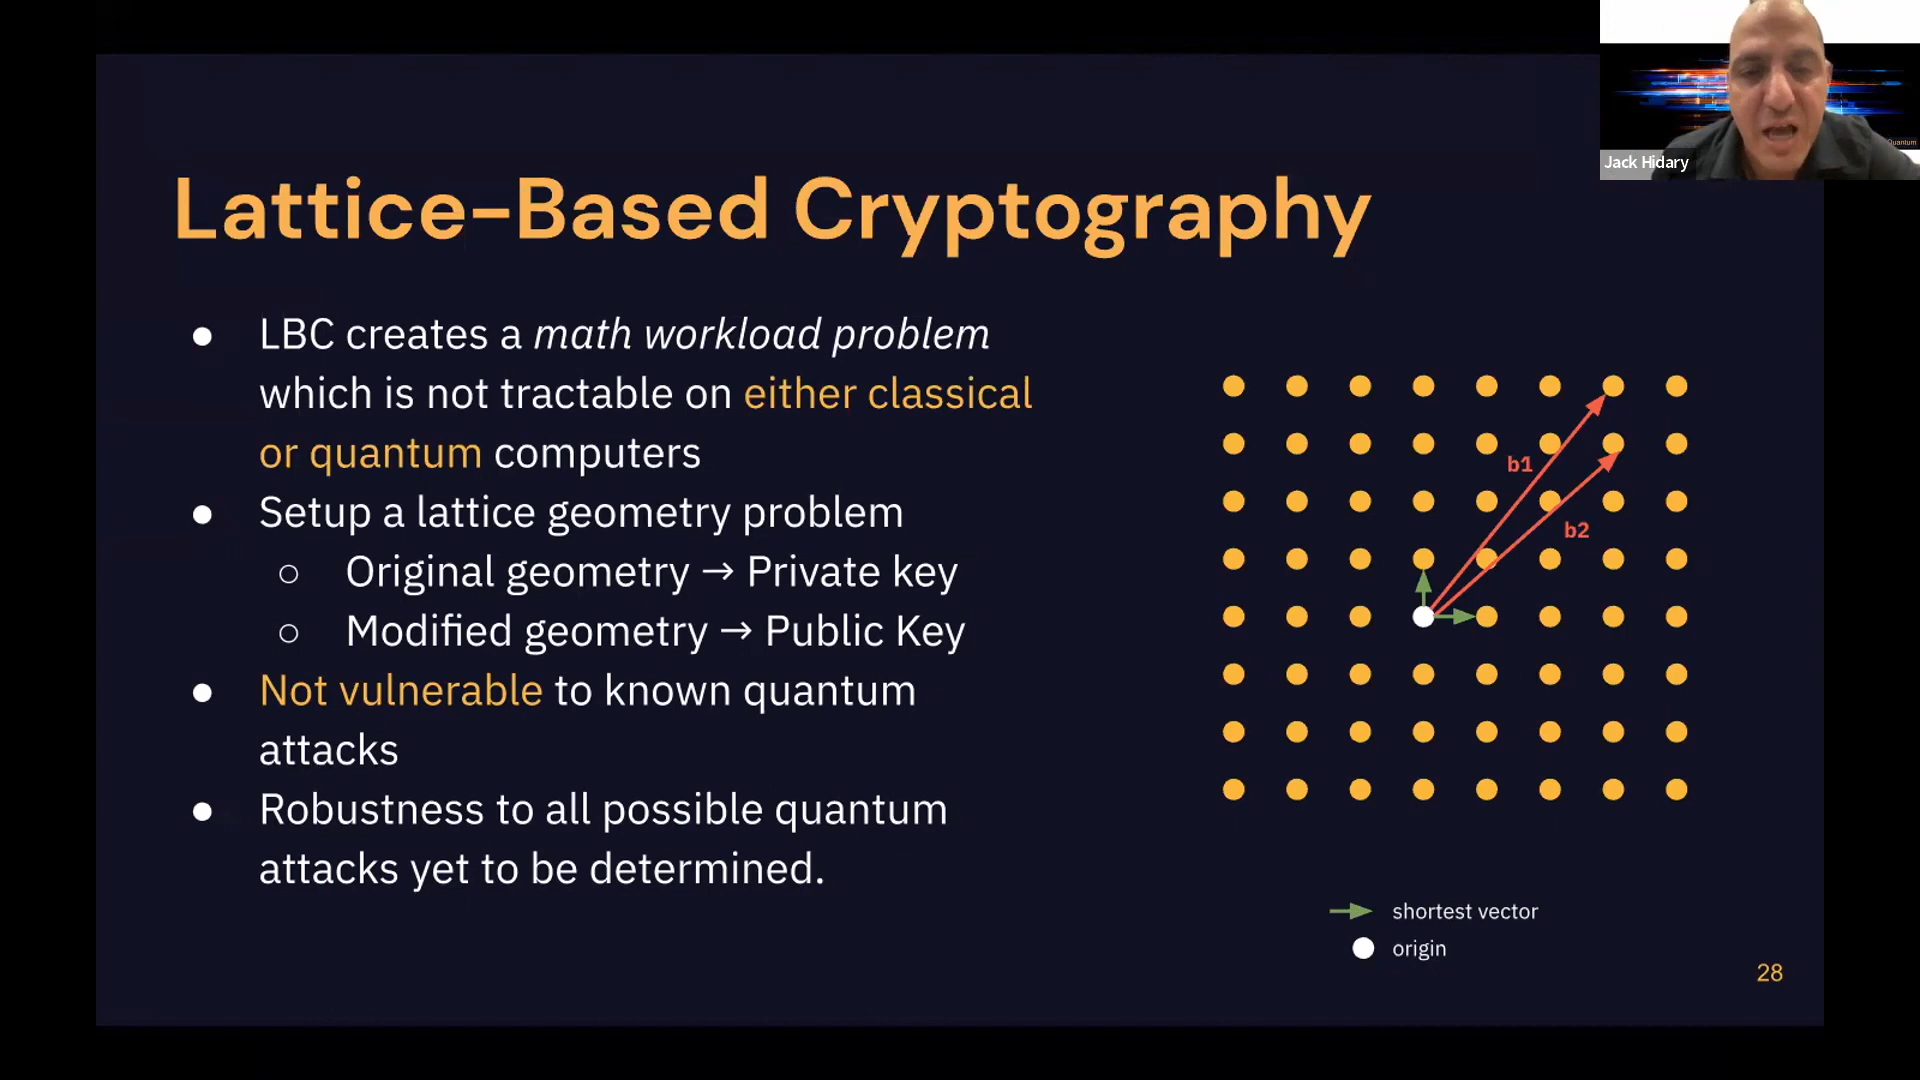 Quantum
Jack Hidary
Lattice-Based Cryptography
● LBC creates a math workload problem
which is not tractable on either classical
or quantum computers
● Setup a lattice geometry problem
○ Original geometry → Private key
○ Modified geometry → Public Key
● Not vulnerable to known quantum
attacks
● Robustness to all possible quantum
attacks yet to be determined.
b1
b2
shortest vector
origin
28